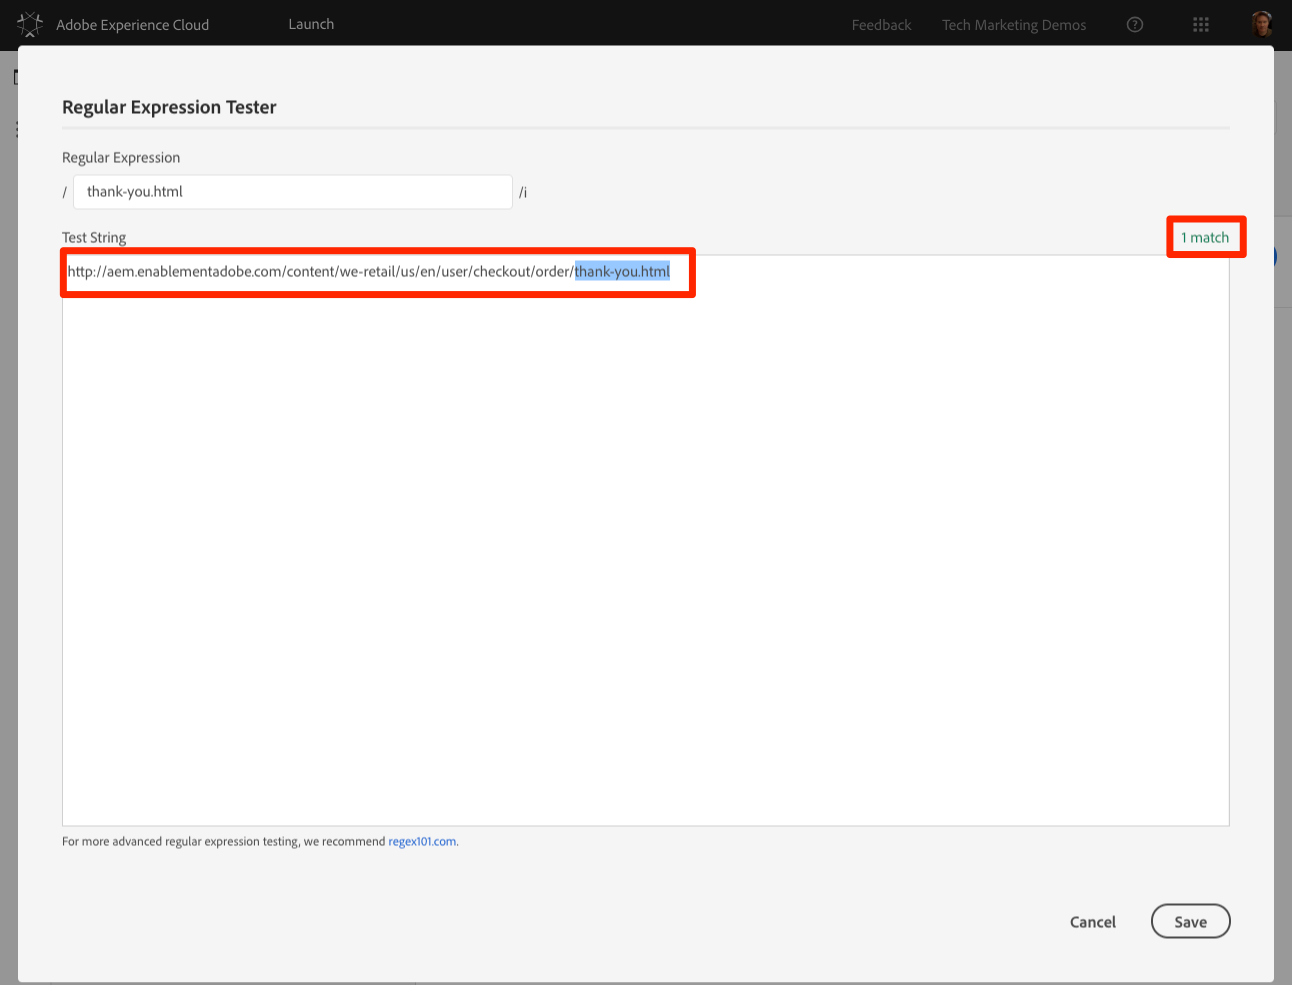 Adobe Experience Cloud Launch Feedback Tech Marketing Demos ?
Regular Expression Tester
Regular Expression
/ thank-you.html /i
Test String 1 match
http://aem.enablementadobe.com/content/we-retail/us/en/user/checkout/order/thank-you.html
For more advanced regular expression testing, we recommend regex101.com.
Cancel Save